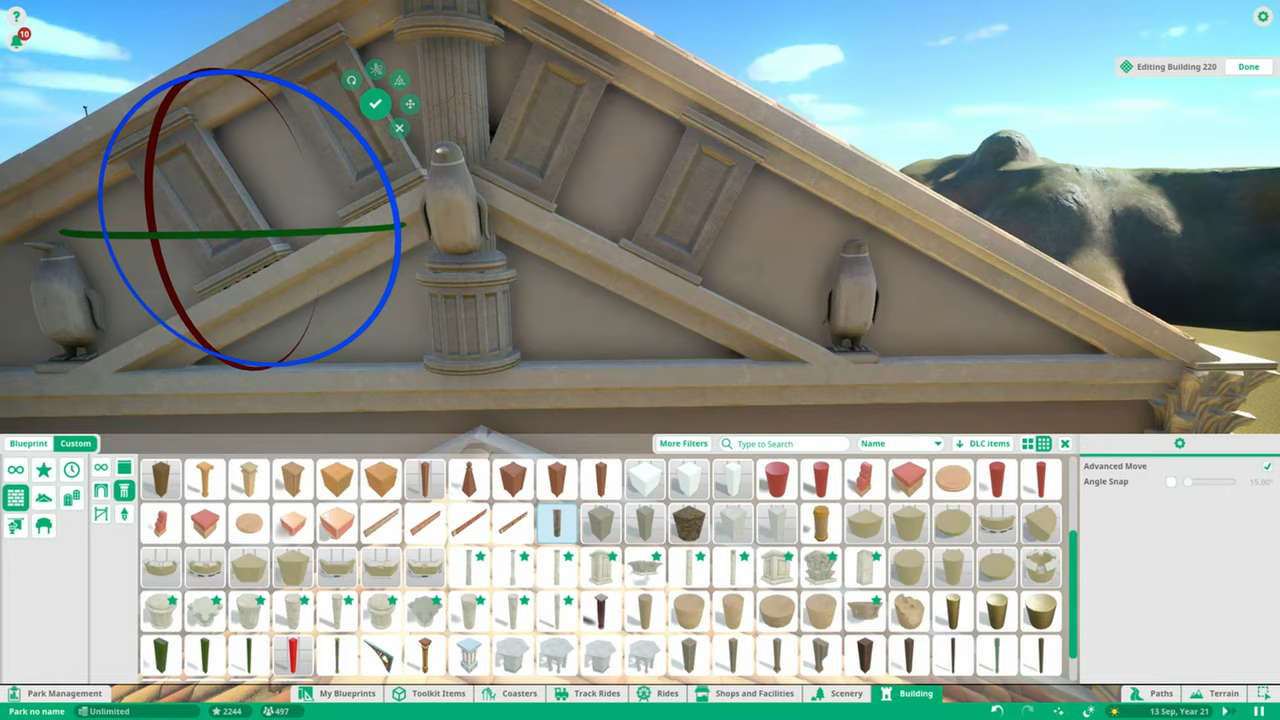 ?
10
Editing Building 220
Done
Blueprint
Custom
More Filters
Type to Search
Name
DLC items
Advanced Move
Angle Snap
15.00°
Park Management
My Blueprints
Toolkit Items
Coasters
Track Rides
Rides
Shops and Facilities
Scenery
Building
Paths
Terrain
Park no name
Unlimited
2244
497
13 Sep, Year 21